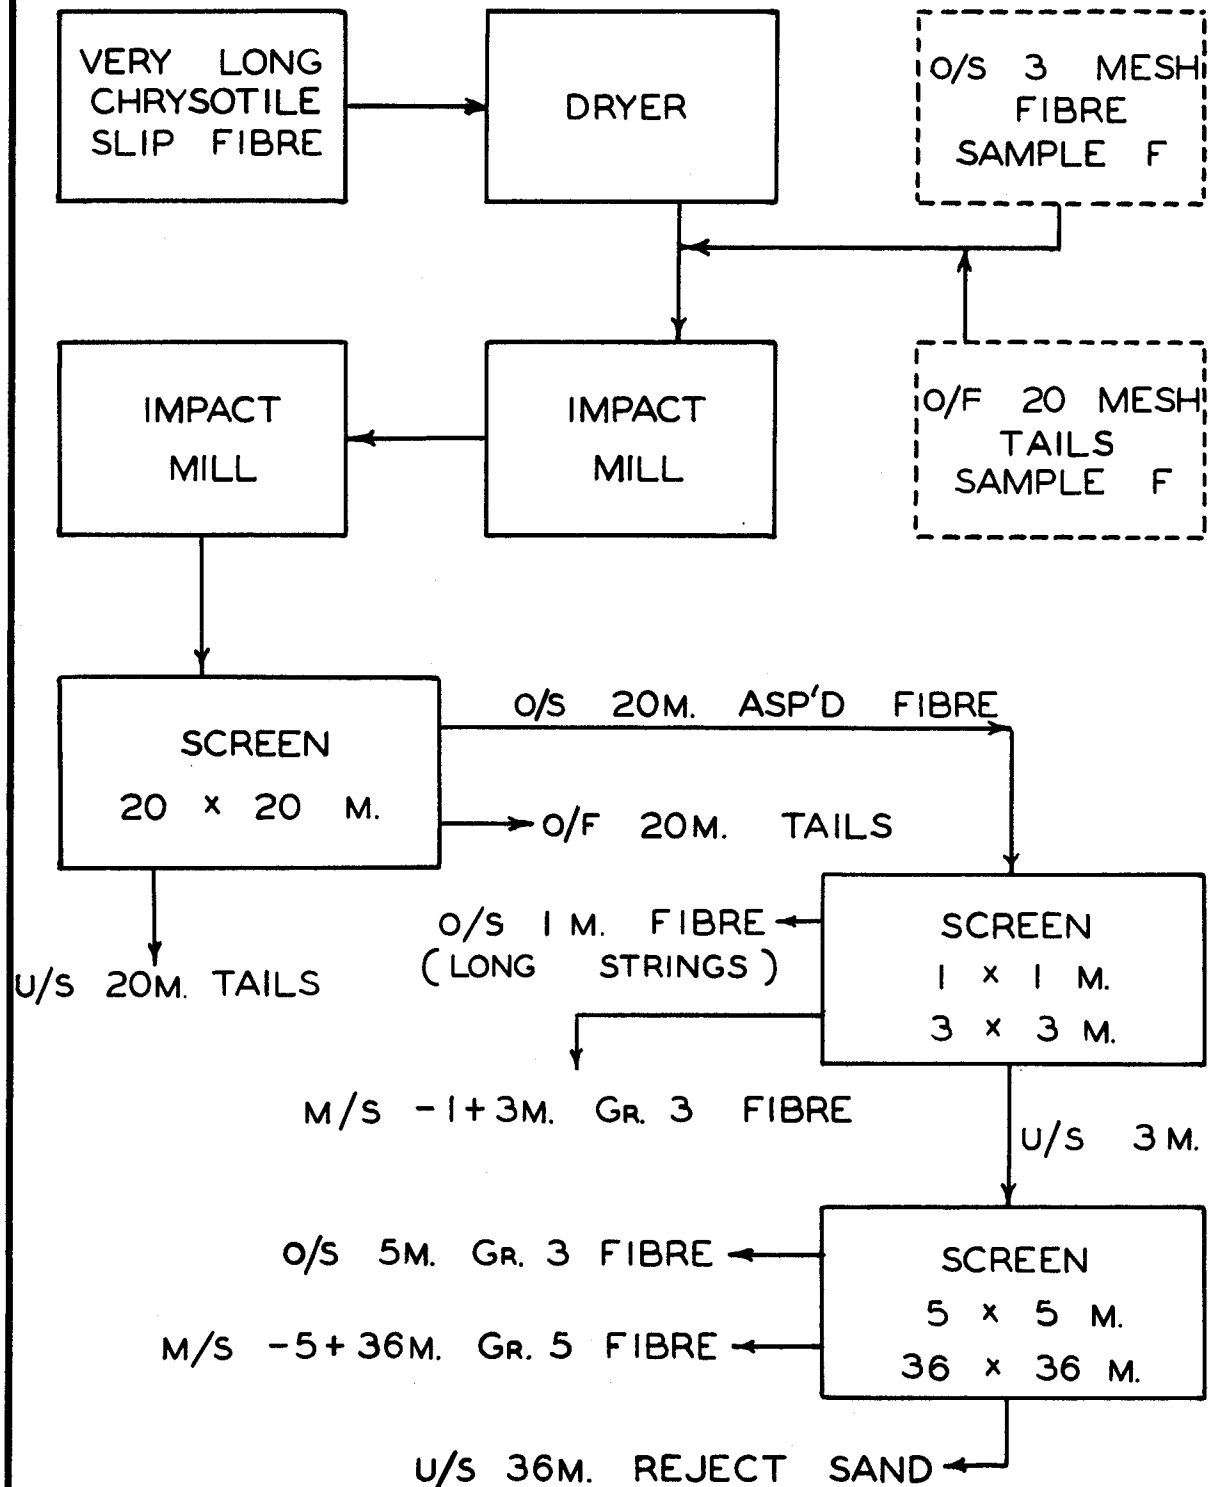 VERY LONG
CHRYSOTILE
SLIP FIBRE
DRYER
O/S 3 MESH
FIBRE
SAMPLE F
IMPACT
MILL
IMPACT
MILL
O/F 20 MESH
TAILS
SAMPLE F
SCREEN
20 x 20 M.
O/S 20M. ASP'D FIBRE
O/F 20M. TAILS
U/S 20M. TAILS
O/S 1 M. FIBRE
(LONG STRINGS)
SCREEN
1 x 1 M.
3 x 3 M.
M/S -1+3M. GR. 3 FIBRE
U/S 3M.
O/S 5M. GR. 3 FIBRE
M/S -5+36M. GR. 5 FIBRE
SCREEN
5 x 5 M.
36 x 36 M.
U/S 36M. REJECT SAND